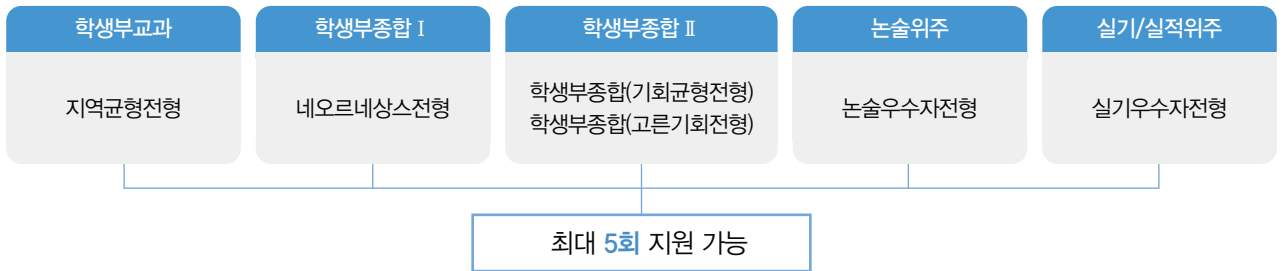 학생부교과
지역균형전형
학생부종합 Ⅰ
네오르네상스전형
학생부종합 Ⅱ
학생부종합(기회균형전형)
학생부종합(고른기회전형)
논술위주
논술우수자전형
실기/실적위주
실기우수자전형
최대 5회 지원 가능